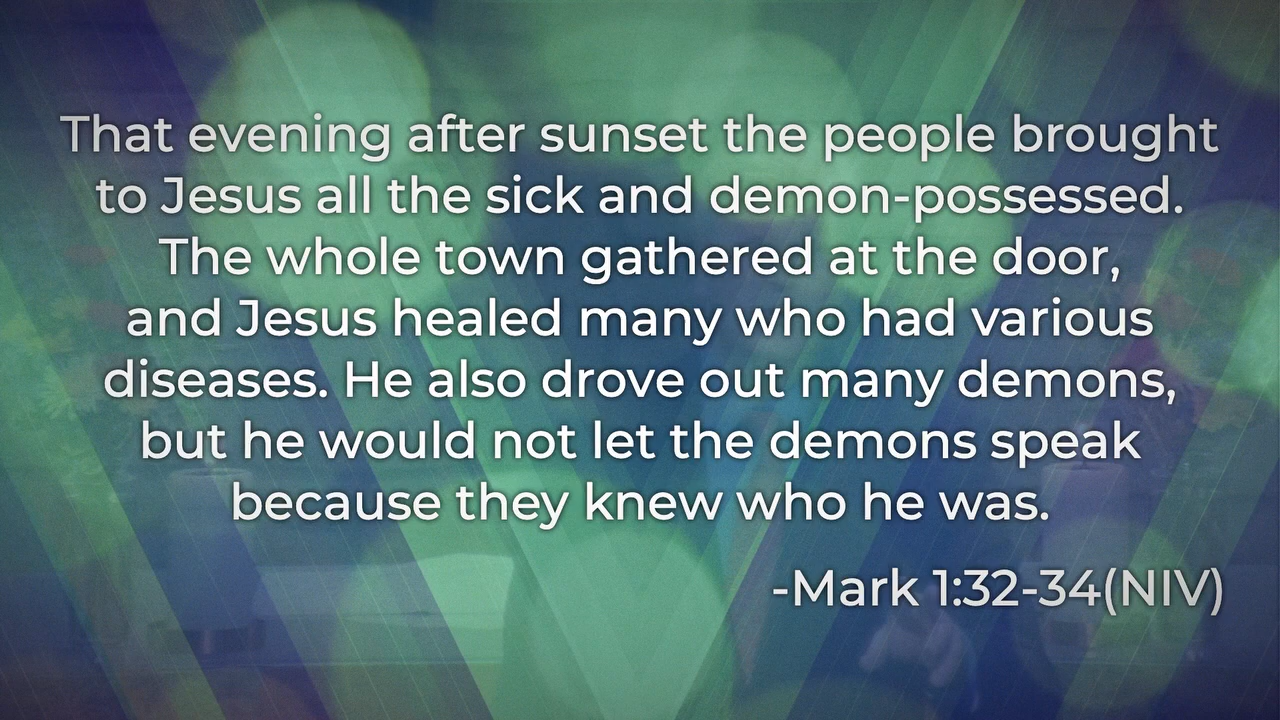 That evening after sunset the people brought
to Jesus all the sick and demon-possessed.
The whole town gathered at the door,
and Jesus healed many who had various
diseases. He also drove out many demons,
but he would not let the demons speak
because they knew who he was.
-Mark 1:32-34(NIV)